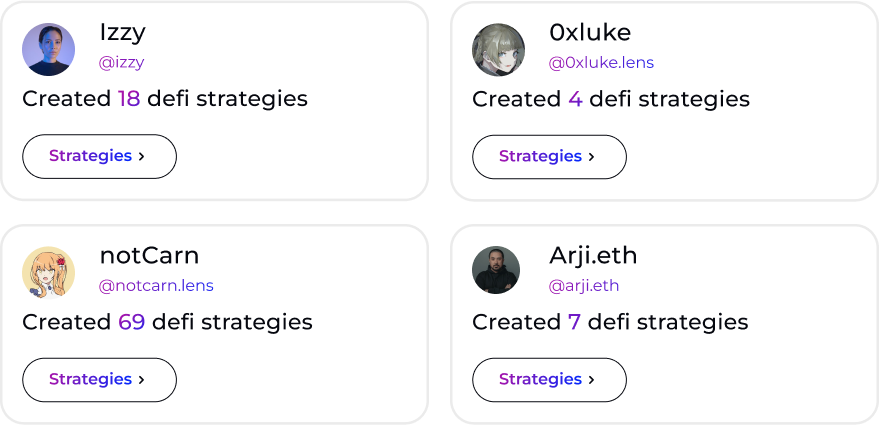 Izzy
@izzy
Created 18 defi strategies
Strategies
0xluke
@0xluke.lens
Created 4 defi strategies
Strategies
notCarn
@notcarn.lens
Created 69 defi strategies
Strategies
Arji.eth
@arji.eth
Created 7 defi strategies
Strategies